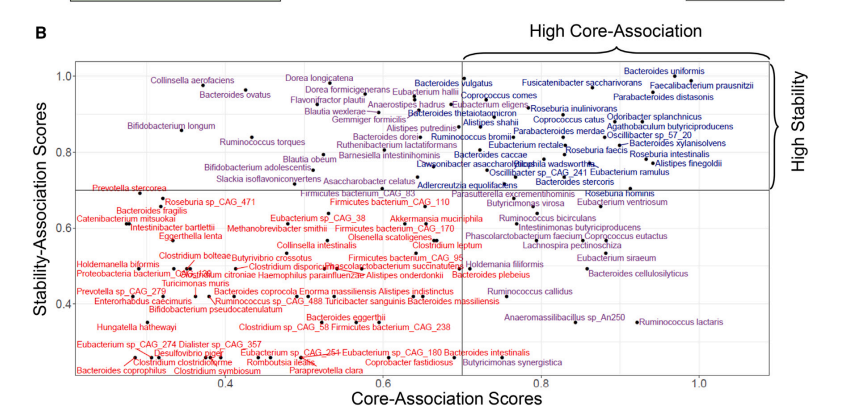 B
High Core-Association
High Stability
Stability-Association Scores
Core-Association Scores
1.0
0.8
0.6
0.4
0.4
0.6
0.8
1.0
Collinsella aerofaciens
Bacteroides ovatus
Dorea longicatena
Dorea formicigenerans
Flavonifractor plautii
Eubacterium hallii
Blautia wexlerae
Anaerostipes hadrus
Gemmiger formicilis
Bifidobacterium longum
Ruminococcus torques
Alistipes putredinis
Bacteroides dorei
Ruthenibacterium lactatiformans
Blautia obeum
Barnesiella intestinihominis
Bifidobacterium adolescentis
Slackia isoflavoniconvertens
Asaccharobacter celatus
Firmicutes bacterium_CAG_83
Bacteroides vulgatus
Coprococcus comes
Eubacterium eligens
Bacteroides thetaiotaomicron
Fusicatenibacter saccharivorans
Bacteroides uniformis
Faecalibacterium prausnitzii
Parabacteroides distasonis
Roseburia inulinivorans
Coprococcus catus
Odoribacter splanchnicus
Agathobaculum butyriciproducens
Alistipes shahii
Ruminococcus bromii
Parabacteroides merdae
Oscillibacter sp_57_20
Eubacterium rectale
Bacteroides xylanisolvens
Roseburia faecis
Roseburia intestinalis
Bacteroides caccae
Lawsonibacter asaccharolyticus
Bilophila wadsworthia
Alistipes finegoldii
Oscillibacter sp_CAG_241
Eubacterium ramulus
Adlercreutzia equolifaciens
Bacteroides stercoris
Roseburia hominis
Prevotella stercorea
Roseburia sp_CAG_471
Bacteroides fragilis
Catenibacterium mitsuokai
Intestinibacter bartlettii
Eggerthella lenta
Firmicutes bacterium_CAG_110
Eubacterium sp_CAG_38
Akkermansia muciniphila
Methanobrevibacter smithii
Firmicutes bacterium_CAG_170
Olsenella scatoligenes
Collinsella intestinalis
Clostridium leptum
Clostridium bolteae
Butyrivibrio crossotus
Firmicutes bacterium_CAG_95
Holdemanella biformis
Clostridium disporicum
Phascolarctobacterium succinatutens
Proteobacteria bacterium_CAG_139
Clostridium citroniae
Haemophilus parainfluenzae
Alistipes onderdonkii
Turicimonas muris
Prevotella sp_CAG_279
Bacteroides coprocola
Enorma massiliensis
Alistipes indistinctus
Enterorhabdus caecimuris
Ruminococcus sp_CAG_488
Turicibacter sanguinis
Bacteroides massiliensis
Bifidobacterium pseudocatenulatum
Bacteroides eggerthii
Hungatella hathewayi
Clostridium sp_CAG_58
Firmicutes bacterium_CAG_238
Eubacterium sp_CAG_274
Dialister sp_CAG_357
Desulfovibrio piger
Eubacterium sp_CAG_251
Eubacterium sp_CAG_180
Bacteroides intestinalis
Clostridium clostridioforme
Romboutsia ilealis
Coprobacter fastidiosus
Bacteroides coprophilus
Clostridium symbiosum
Paraprevotella clara
Parasutterella excrementihominis
Butyricimonas virosa
Eubacterium ventriosum
Ruminococcus bicirculans
Intestinimonas butyriciproducens
Phascolarctobacterium faecium
Coprococcus eutactus
Lachnospira pectinoschiza
Eubacterium siraeum
Holdemania filiformis
Bacteroides plebeius
Bacteroides cellulosilyticus
Ruminococcus callidus
Anaeromassilibacillus sp_An250
Ruminococcus lactaris
Butyricimonas synergistica